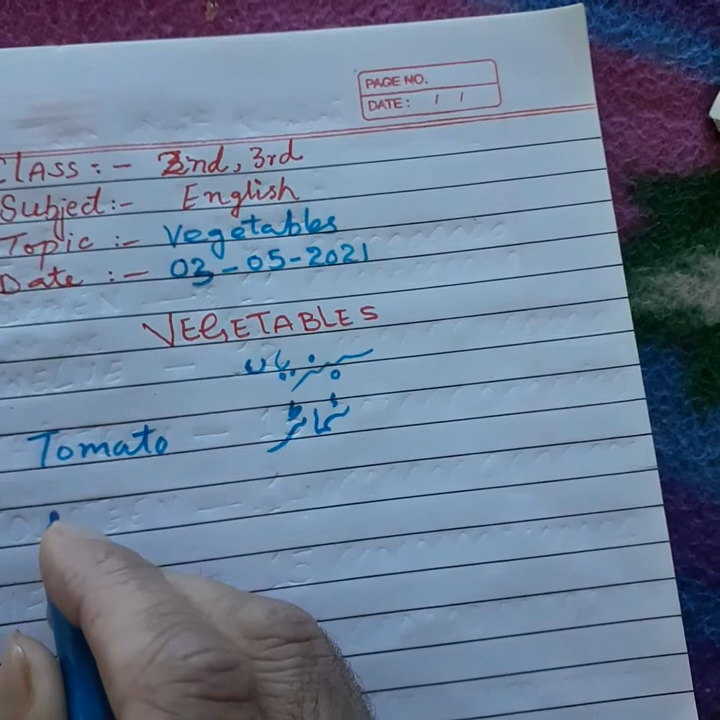 PAGE NO.
DATE: / /
Class :- 2nd, 3rd
Subject:- English
Topic :- Vegetables
Date :- 03-05-2021
VEGETABLES
سبزیاں
Tomato
ٹماٹر